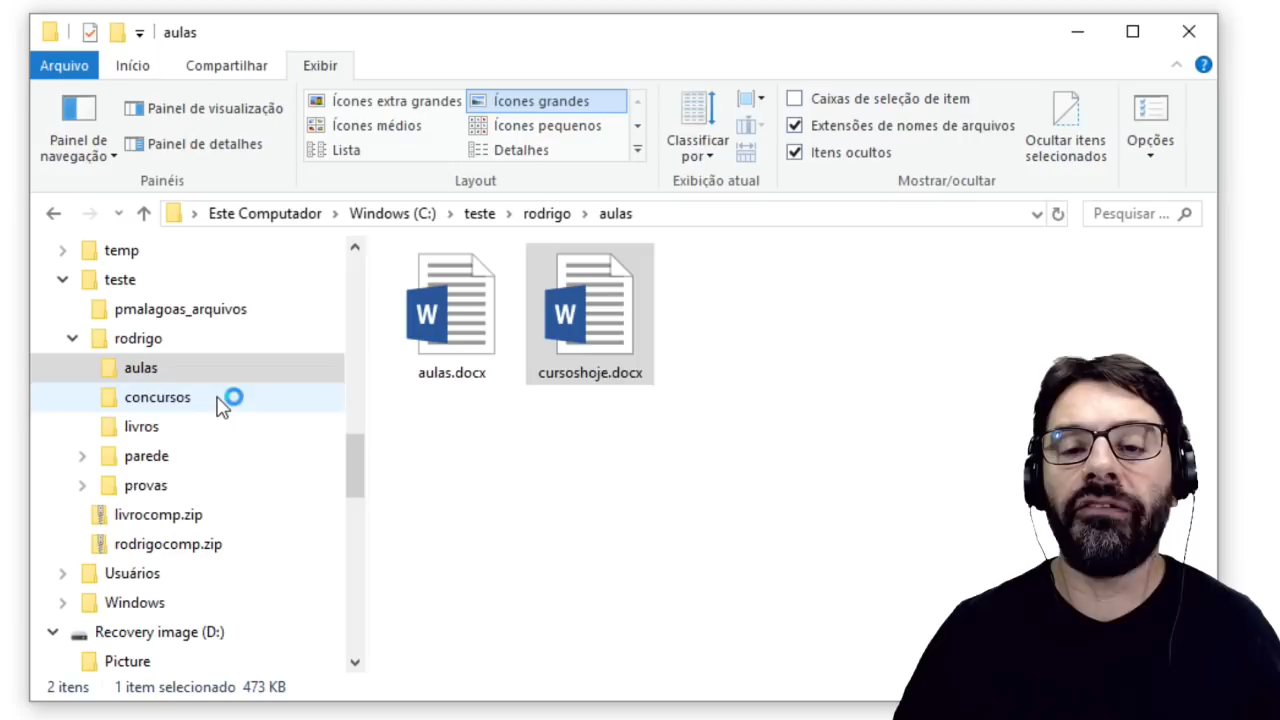 aulas
Arquivo Início Compartilhar Exibir
Painel de navegação
Painel de visualização
Painel de detalhes
Painéis
Ícones extra grandes Ícones grandes
Ícones médios Ícones pequenos
Lista Detalhes
Layout
Classificar por
Exibição atual
Caixas de seleção de item
Extensões de nomes de arquivos
Itens ocultos
Ocultar itens selecionados
Mostrar/ocultar
Opções
Este Computador Windows (C:) teste rodrigo aulas
Pesquisar ...
temp
teste
pmalagoas_arquivos
rodrigo
aulas
concursos
livros
parede
provas
livrocomp.zip
rodrigocomp.zip
Usuários
Windows
Recovery image (D:)
Picture
W
aulas.docx
W
cursoshoje.docx
2 itens 1 item selecionado 473 KB